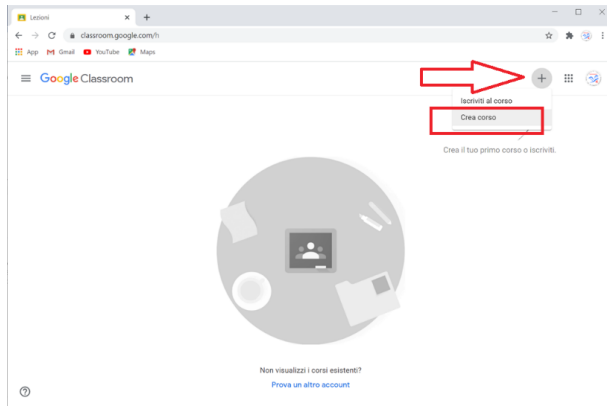 Lezioni
classroom.google.com/h
App Gmail YouTube Maps
Google Classroom
Iscriviti al corso
Crea corso
Crea il tuo primo corso o iscriviti.
Non visualizzi i corsi esistenti?
Prova un altro account